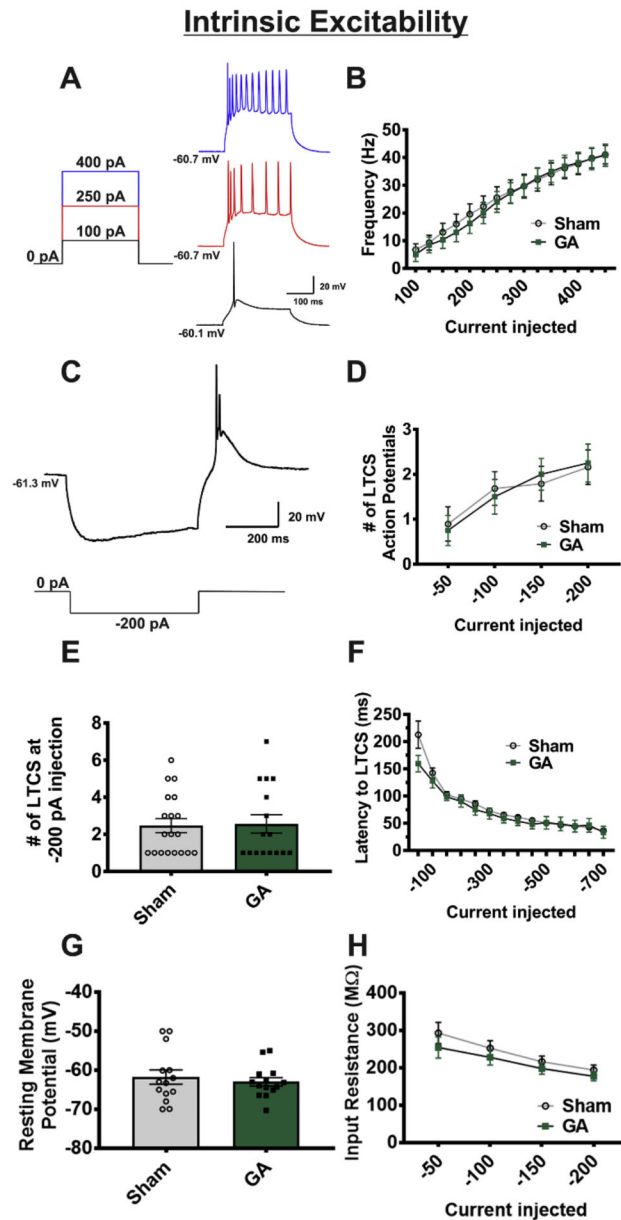 Intrinsic Excitability
A
400 pA
250 pA
100 pA
0 pA
-60.7 mV
-60.7 mV
20 mV
100 ms
-60.1 mV
B
Frequency (Hz)
50
40
30
20
10
0
Sham
GA
100
200
300
400
Current injected
C
-61.3 mV
20 mV
200 ms
0 pA
-200 pA
D
# of LTCS
Action Potentials
3
2
1
0
Sham
GA
-50
-100
-150
-200
Current injected
E
# of LTCS at
-200 pA injection
8
6
4
2
0
Sham
GA
F
Latency to LTCS (ms)
250
200
150
100
50
0
Sham
GA
-100
-300
-500
-700
Current injected
G
Resting Membrane
Potential (mV)
-40
-50
-60
-70
-80
Sham
GA
H
Input Resistance (MΩ)
400
300
200
100
0
Sham
GA
-50
-100
-150
-200
Current injected